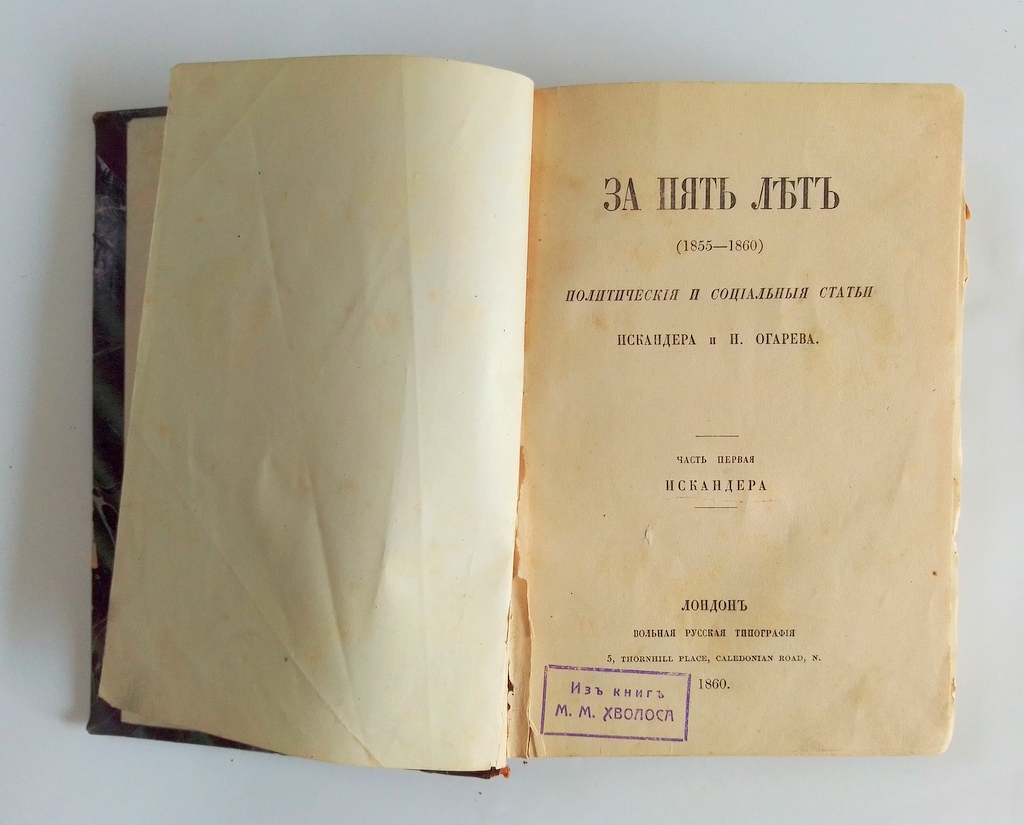 ЗА ПЯТЬ ЛѢТЪ
(1855—1860)
ПОЛИТИЧЕСКІЯ И СОЦІАЛЬНЫЯ СТАТЬИ
ИСКАНДЕРА и Н. ОГАРЕВА.
ЧАСТЬ ПЕРВАЯ
ИСКАНДЕРА
ЛОНДОНЪ
ВОЛЬНАЯ РУССКАЯ ТИПОГРАФІЯ
5, THORNHILL PLACE, CALEDONIAN ROAD, N.
1860.
Изъ книгъ
М. М. ХВОЛОСА